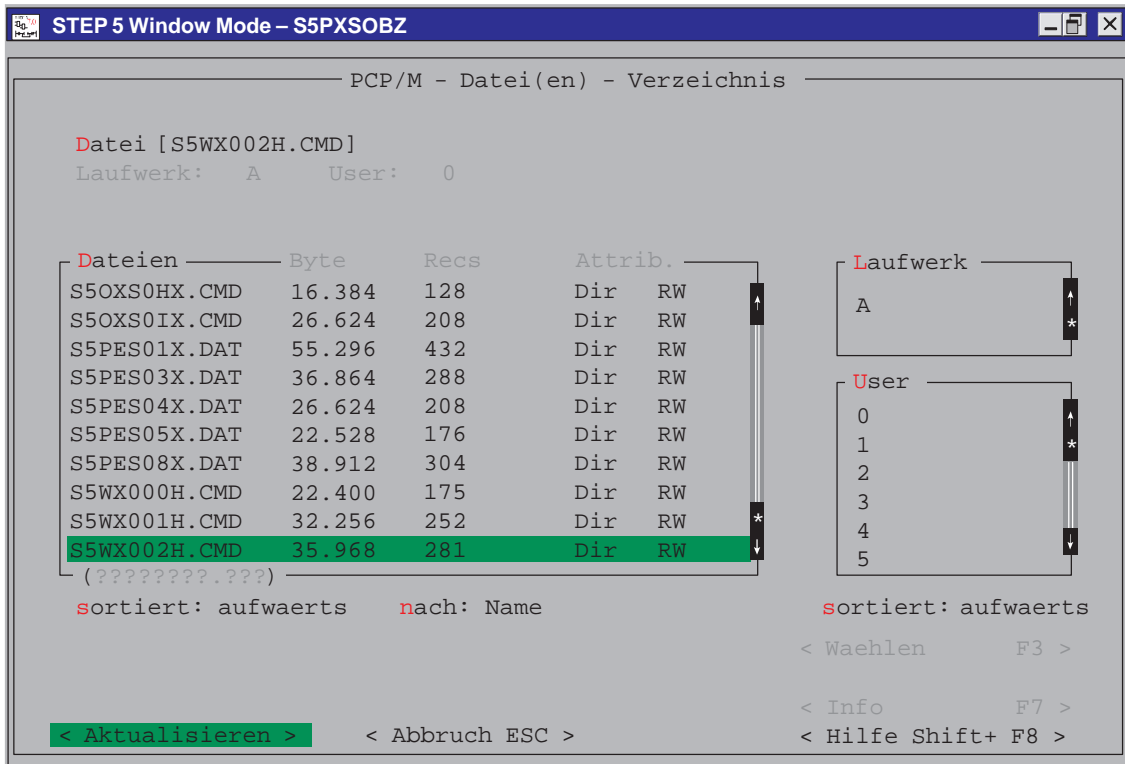 STEP 5 Window Mode – S5PXSOBZ
PCP/M - Datei(en) - Verzeichnis
Datei [S5WX002H.CMD]
Laufwerk: A User: 0
Dateien Byte Recs Attrib.
S5OXS0HX.CMD 16.384 128 Dir RW
S5OXS0IX.CMD 26.624 208 Dir RW
S5PES01X.DAT 55.296 432 Dir RW
S5PES03X.DAT 36.864 288 Dir RW
S5PES04X.DAT 26.624 208 Dir RW
S5PES05X.DAT 22.528 176 Dir RW
S5PES08X.DAT 38.912 304 Dir RW
S5WX000H.CMD 22.400 175 Dir RW
S5WX001H.CMD 32.256 252 Dir RW
S5WX002H.CMD 35.968 281 Dir RW
(????????.???)
sortiert: aufwaerts nach: Name
Laufwerk
A
User
0
1
2
3
4
5
sortiert: aufwaerts
< Waehlen F3 >
< Info F7 >
< Aktualisieren > < Abbruch ESC > < Hilfe Shift+ F8 >